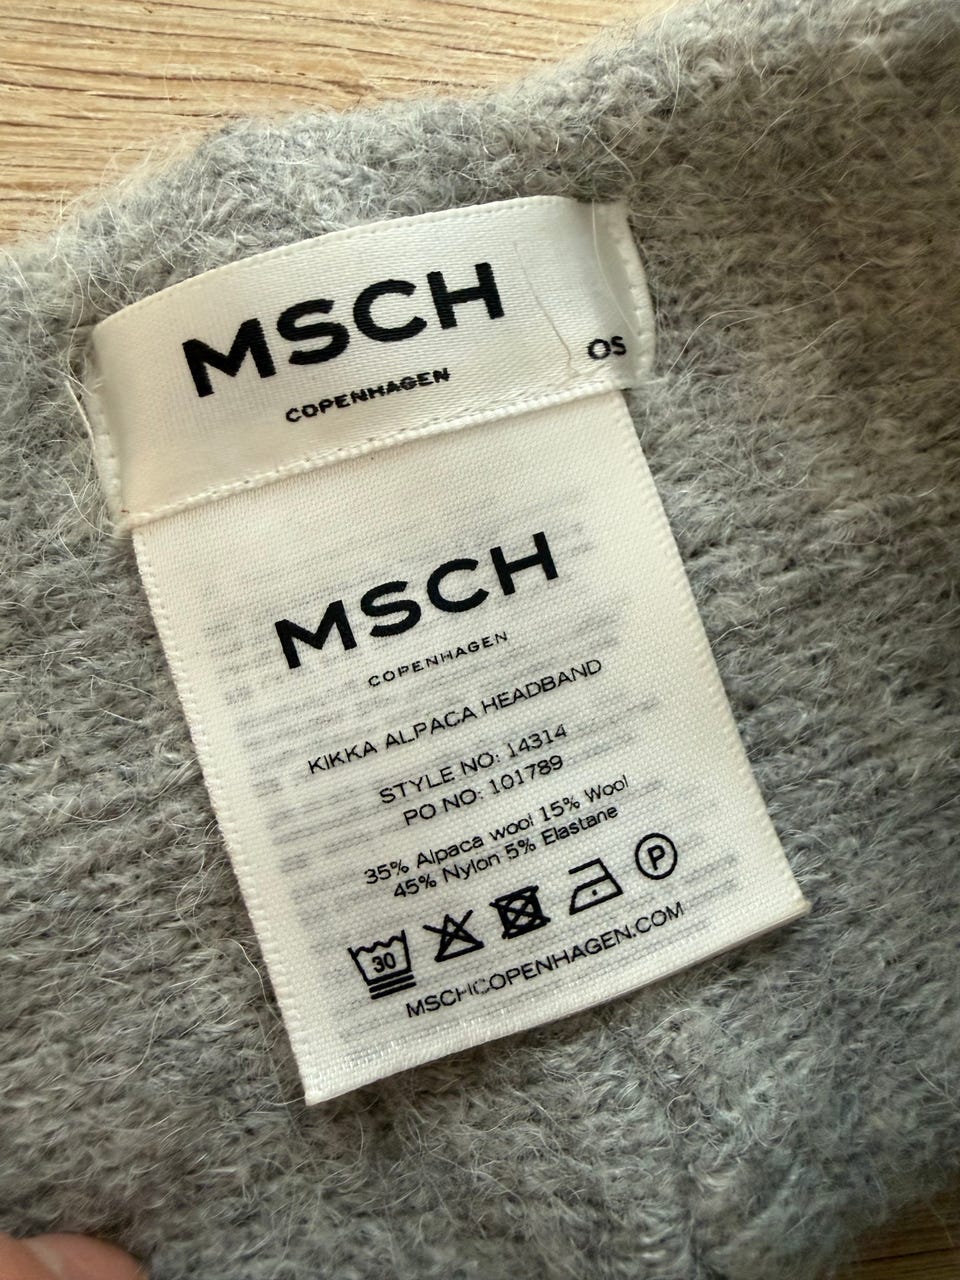 MSCH
COPENHAGEN
OS
MSCH
COPENHAGEN
KIKKA ALPACA HEADBAND
STYLE NO: 14314
PO NO: 101789
35% Alpaca wool 15% Wool
45% Nylon 5% Elastane
30
P
MSCHCOPENHAGEN.COM